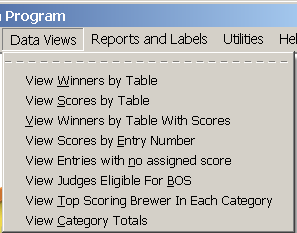 Program
Data Views Reports and Labels Utilities
View Winners by Table
View Scores by Table
View Winners by Table With Scores
View Scores by Entry Number
View Entries with no assigned score
View Judges Eligible For BOS
View Top Scoring Brewer In Each Category
View Category Totals